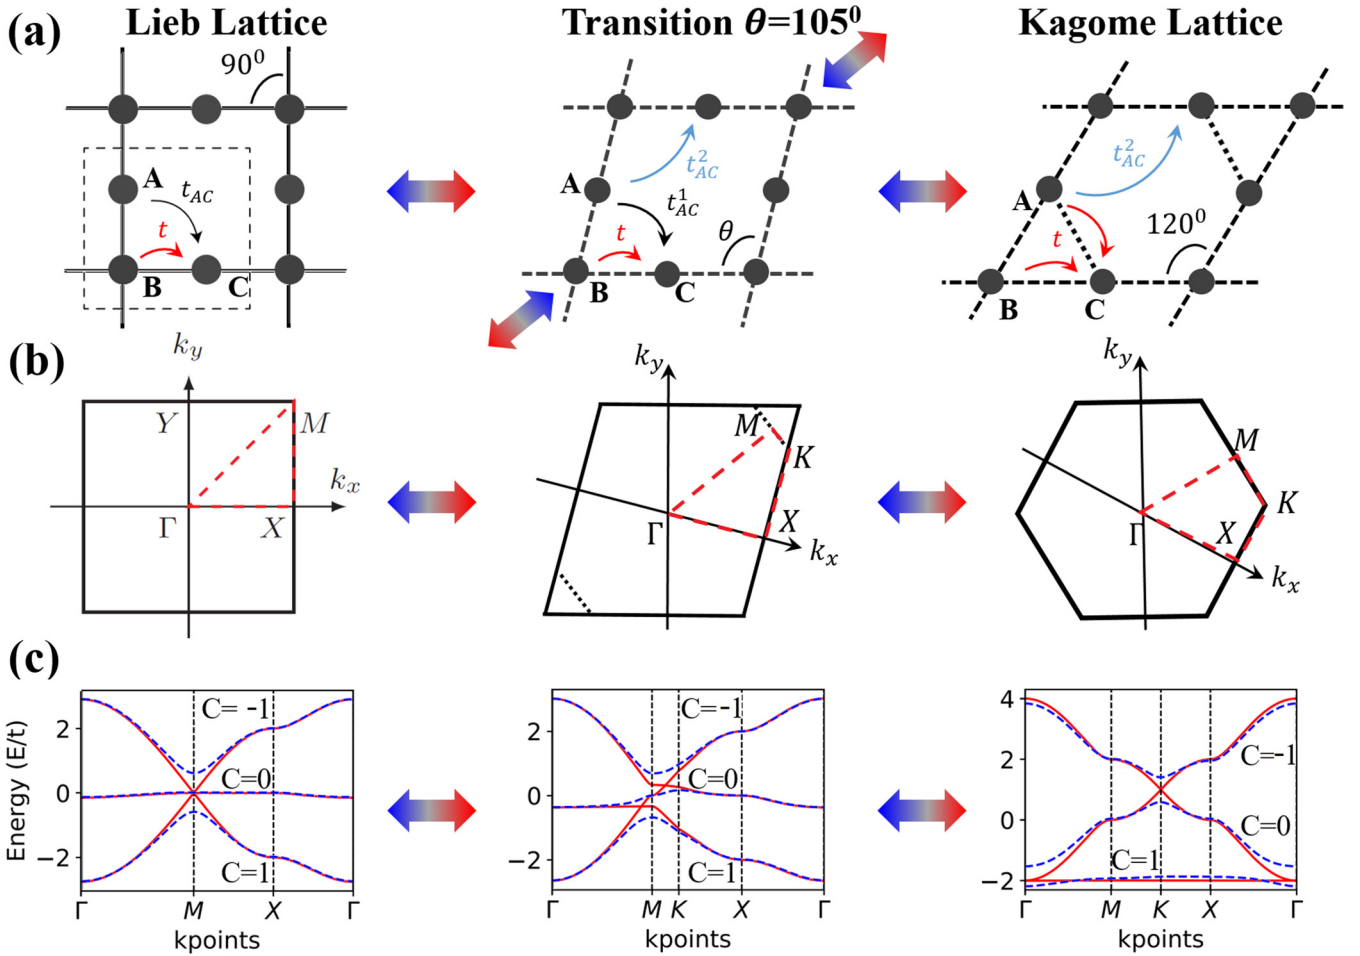 (a)
Lieb Lattice
Transition θ=105⁰
Kagome Lattice
90⁰
A
t_AC
t
B
C
t²_AC
A
t¹_AC
θ
t
B
C
t²_AC
A
120⁰
t
B
C
(b)
k_y
Y
M
k_x
Γ
X
k_y
M
K
Γ
X
k_x
k_y
M
K
Γ
X
k_x
(c)
Energy (E/t)
2
0
−2
C= -1
C=0
C=1
Γ
M
X
Γ
kpoints
2
0
−2
C=-1
C=0
C=1
Γ
M
K
X
Γ
kpoints
4
2
0
−2
C=-1
C=0
C=1
Γ
M
K
X
Γ
kpoints